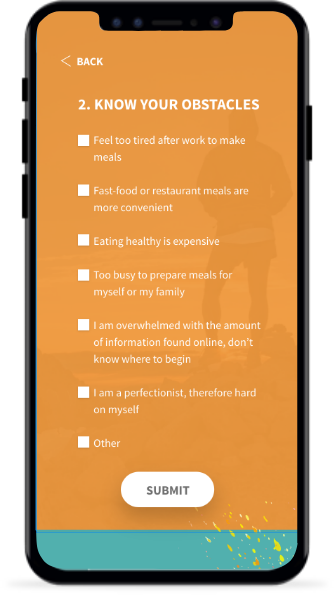 BACK
2. KNOW YOUR OBSTACLES
Feel too tired after work to make
meals
Fast-food or restaurant meals are
more convenient
Eating healthy is expensive
Too busy to prepare meals for
myself or my family
I am overwhelmed with the amount
of information found online, don't
know where to begin
I am a perfectionist, therefore hard
on myself
Other
SUBMIT